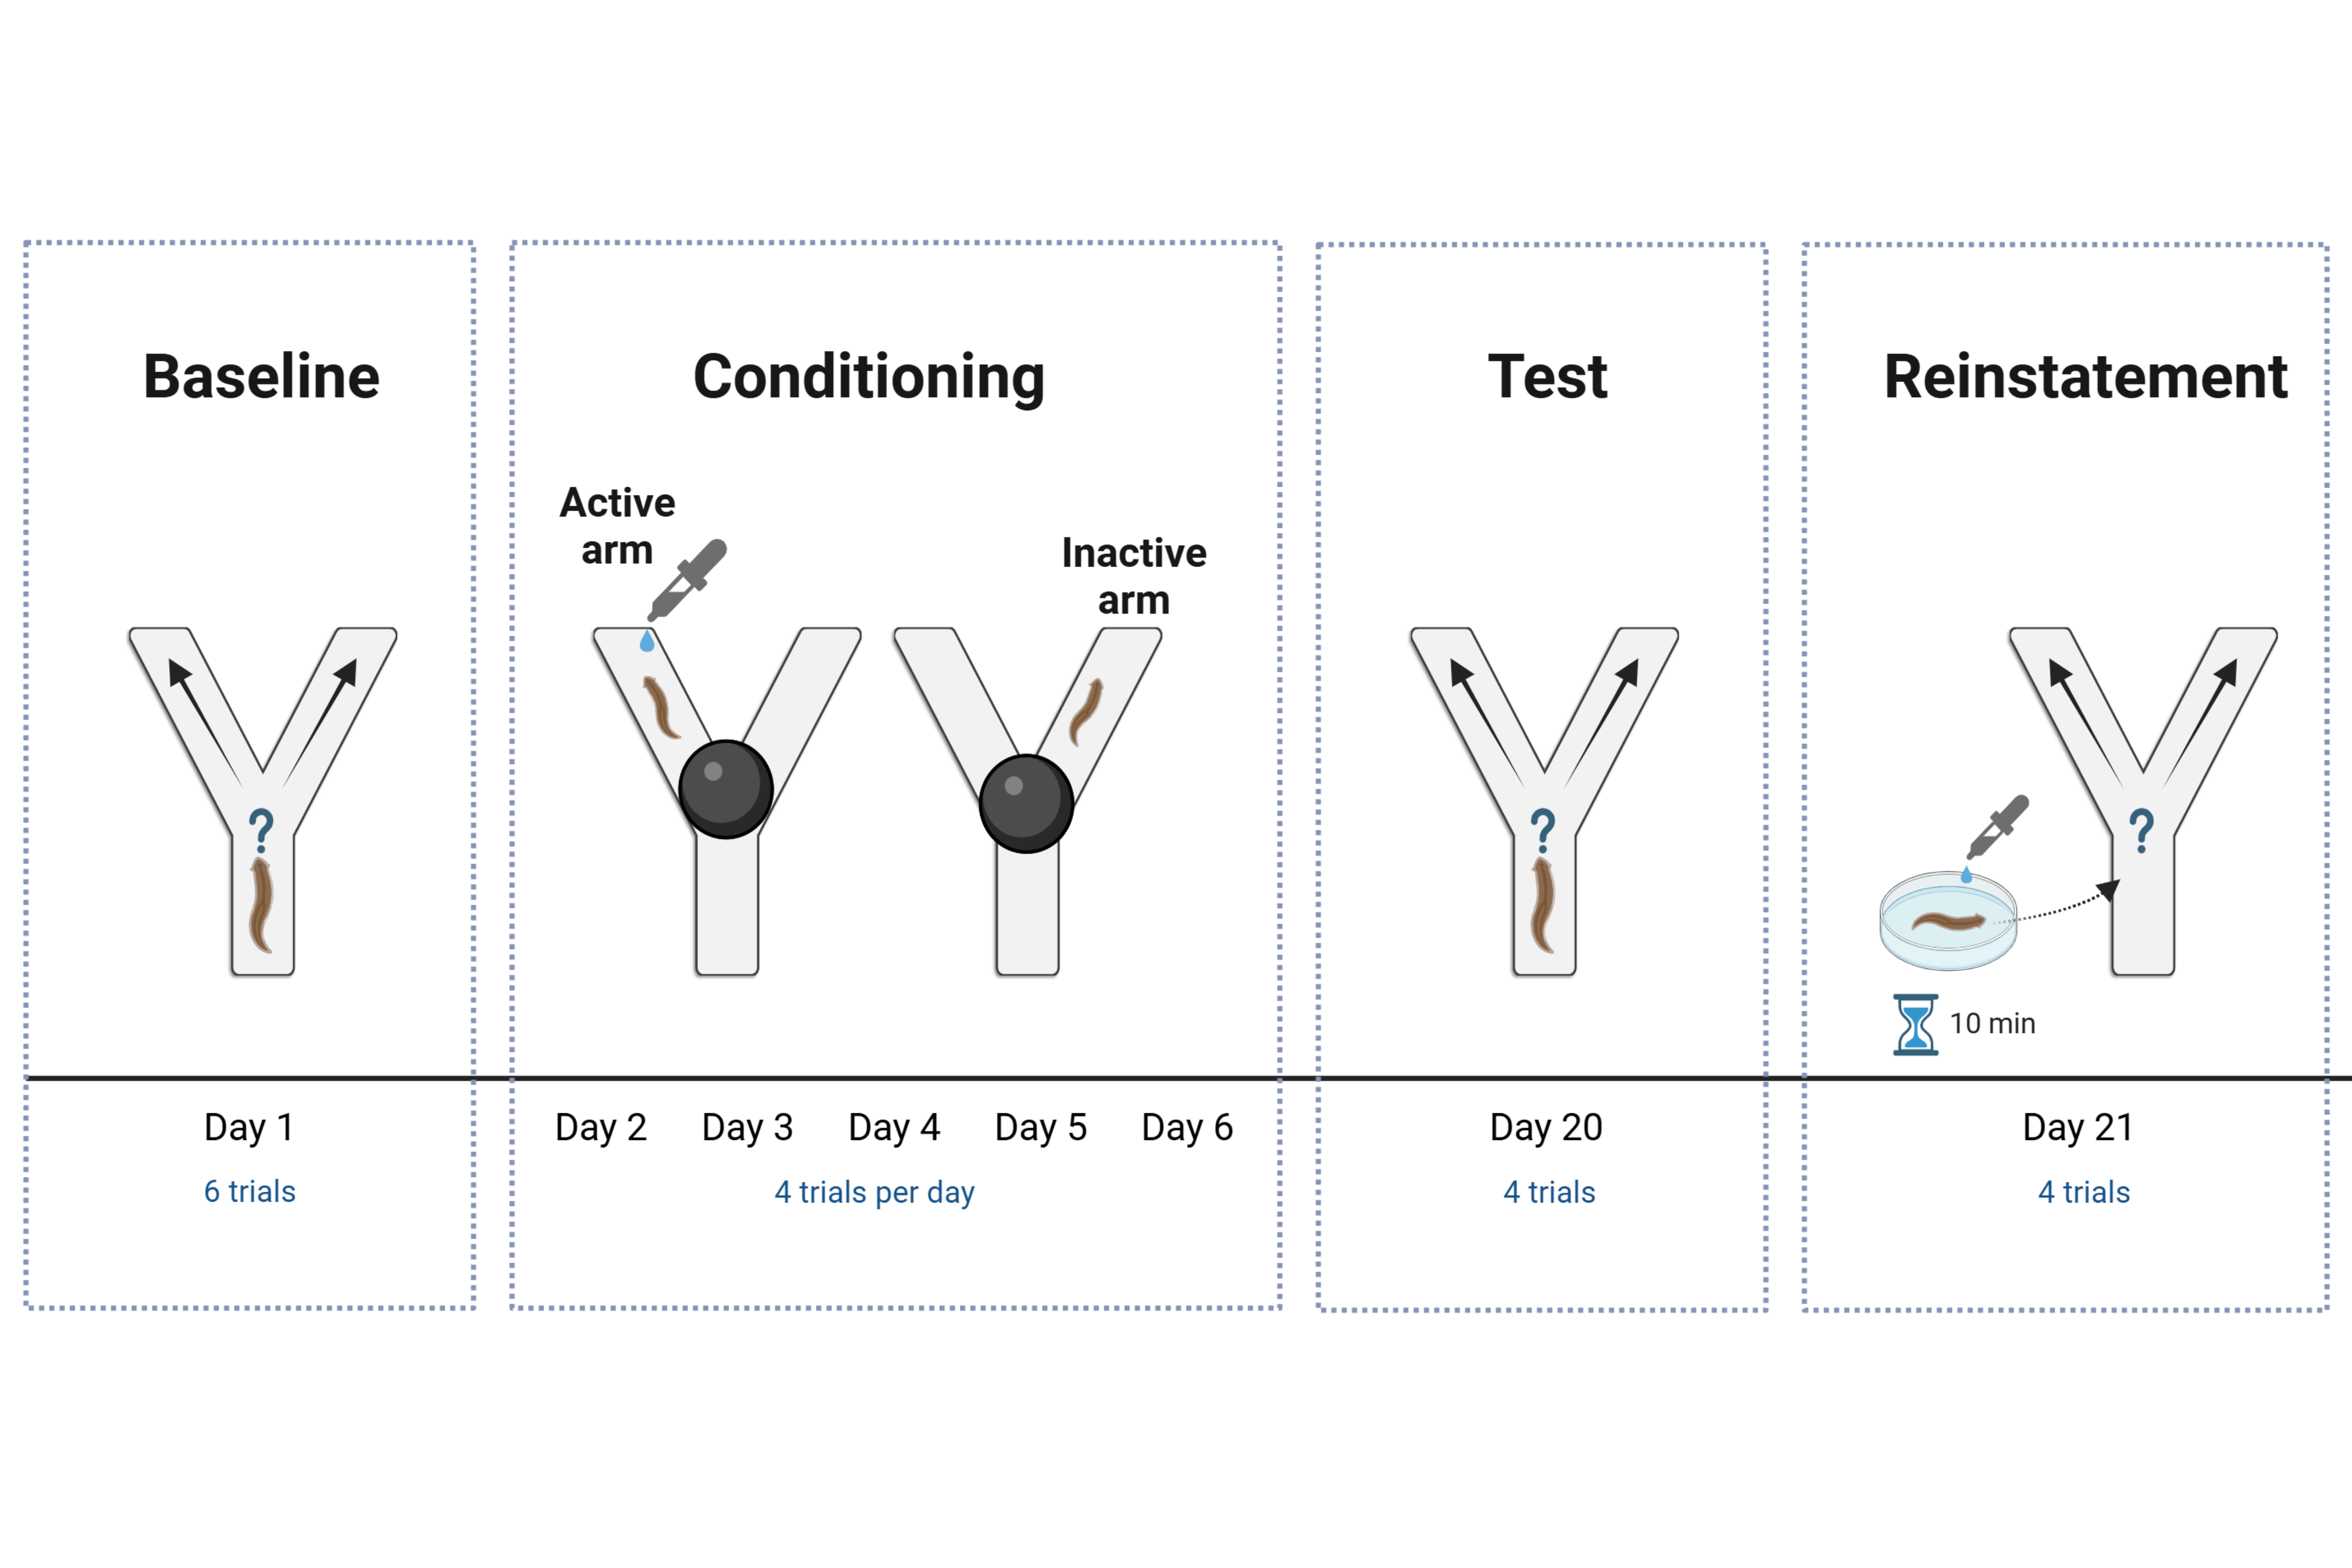 Baseline
Conditioning
Test
Reinstatement
Active
arm
Inactive
arm
?
?
?
10 min
Day 1
Day 2
Day 3
Day 4
Day 5
Day 6
Day 20
Day 21
6 trials
4 trials per day
4 trials
4 trials